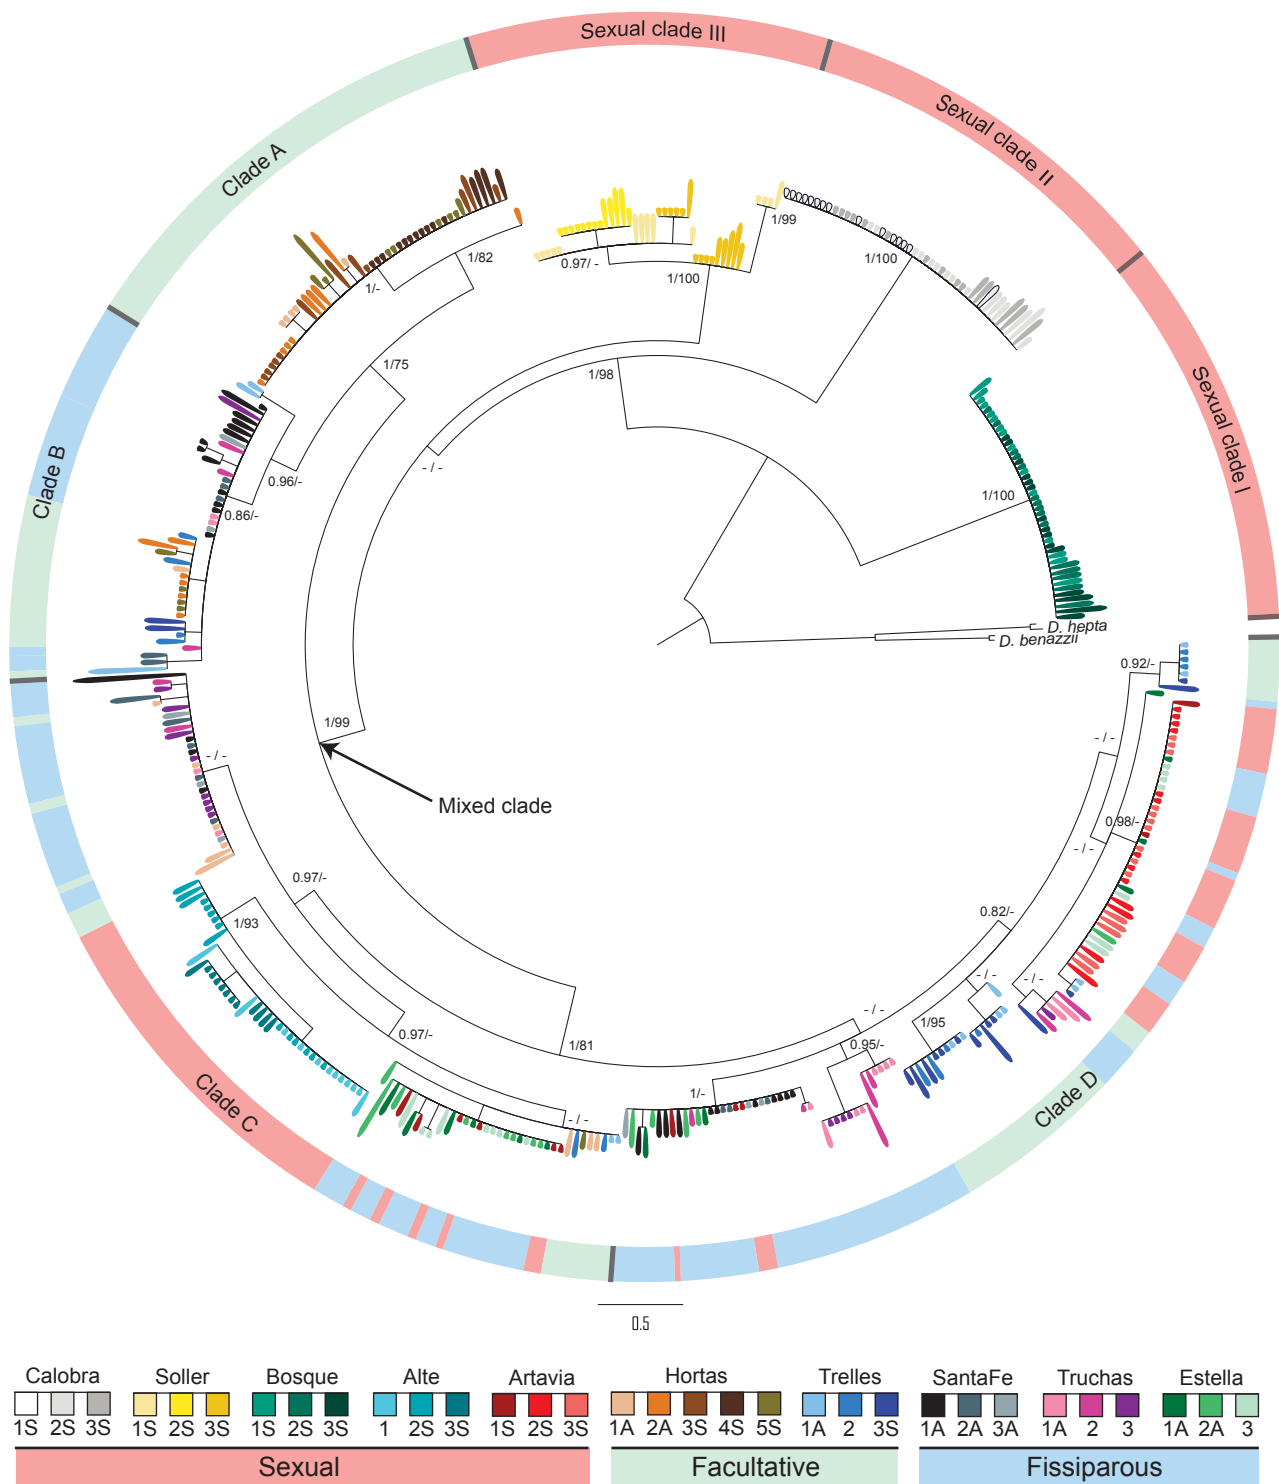 Sexual clade III
Sexual clade II
Sexual clade I
Clade A
Clade B
Clade C
Clade D
1/82
1/-
1/75
0.96/-
0.86/-
0.97/ -
1/100
1/99
1/100
1/98
- / -
1/100
D. hepta
D. benazzii
1/99
Mixed clade
- / -
0.97/-
1/93
0.97/-
- / -
1/81
1/-
- / -
0.95/-
1/95
- / -
0.82/-
- / -
- / -
0.98/-
- / -
0.92/-
0.5
Calobra Soller Bosque Alte Artavia Hortas Trelles SantaFe Truchas Estella
1S 2S 3S 1S 2S 3S 1S 2S 3S 1 2S 3S 1S 2S 3S 1A 2A 3S 4S 5S 1A 2 3S 1A 2A 3A 1A 2 3 1A 2A 3
Sexual Facultative Fissiparous